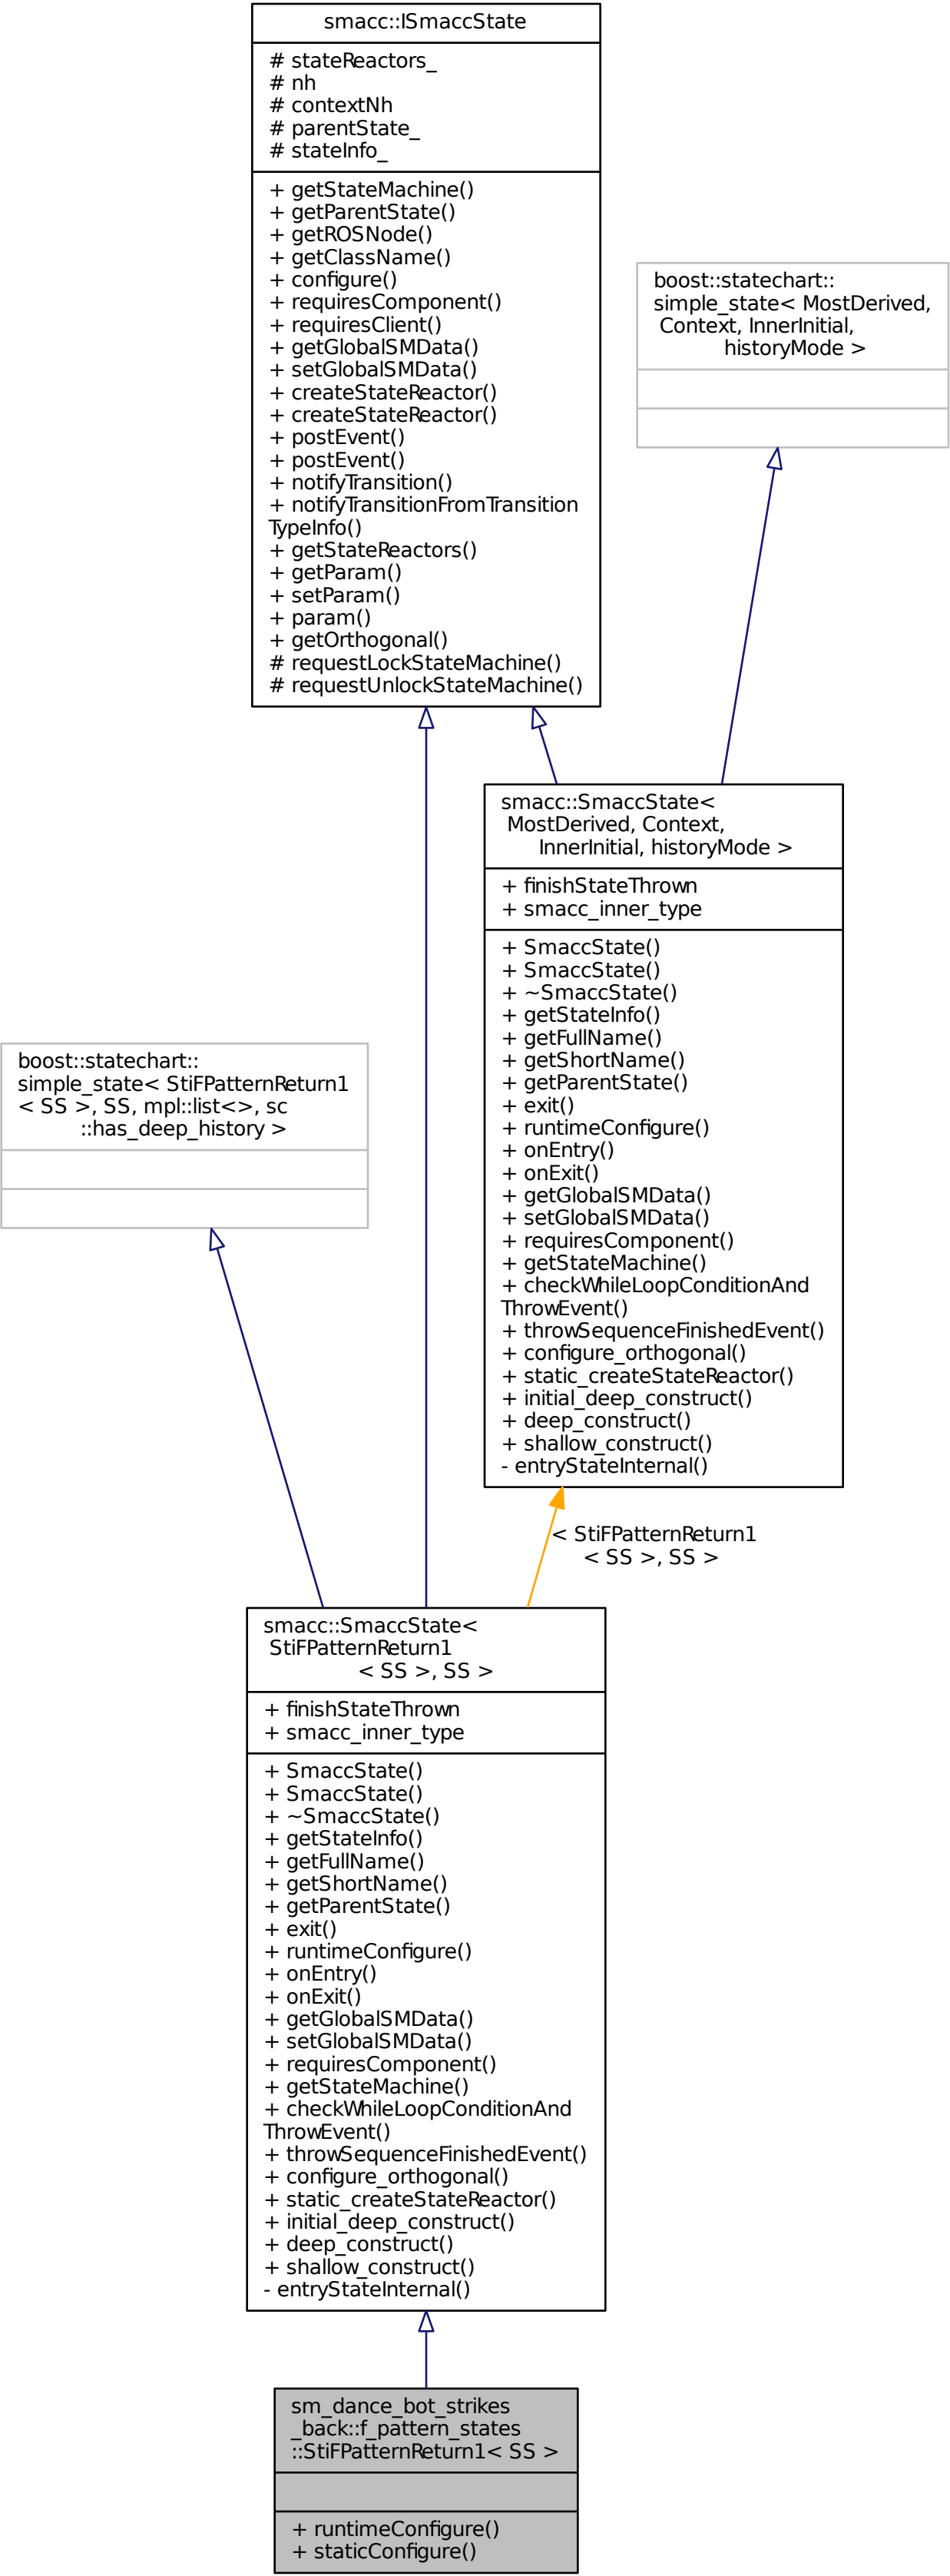 smacc::ISmaccState
# stateReactors_
# nh
# contextNh
# parentState_
# stateInfo_
+ getStateMachine()
+ getParentState()
+ getROSNode()
+ getClassName()
+ configure()
+ requiresComponent()
+ requiresClient()
+ getGlobalSMData()
+ setGlobalSMData()
+ createStateReactor()
+ createStateReactor()
+ postEvent()
+ postEvent()
+ notifyTransition()
+ notifyTransitionFromTransition
TypeInfo()
+ getStateReactors()
+ getParam()
+ setParam()
+ param()
+ getOrthogonal()
# requestLockStateMachine()
# requestUnlockStateMachine()
boost::statechart::
simple_state< MostDerived,
Context, InnerInitial,
historyMode >
smacc::SmaccState<
MostDerived, Context,
InnerInitial, historyMode >
+ finishStateThrown
+ smacc_inner_type
+ SmaccState()
+ SmaccState()
+ ~SmaccState()
+ getStateInfo()
+ getFullName()
+ getShortName()
+ getParentState()
+ exit()
+ runtimeConfigure()
+ onEntry()
+ onExit()
+ getGlobalSMData()
+ setGlobalSMData()
+ requiresComponent()
+ getStateMachine()
+ checkWhileLoopConditionAnd
ThrowEvent()
+ throwSequenceFinishedEvent()
+ configure_orthogonal()
+ static_createStateReactor()
+ initial_deep_construct()
+ deep_construct()
+ shallow_construct()
- entryStateInternal()
boost::statechart::
simple_state< StiFPatternReturn1
< SS >, SS, mpl::list<>, sc
::has_deep_history >
< StiFPatternReturn1
< SS >, SS >
smacc::SmaccState<
StiFPatternReturn1
< SS >, SS >
+ finishStateThrown
+ smacc_inner_type
+ SmaccState()
+ SmaccState()
+ ~SmaccState()
+ getStateInfo()
+ getFullName()
+ getShortName()
+ getParentState()
+ exit()
+ runtimeConfigure()
+ onEntry()
+ onExit()
+ getGlobalSMData()
+ setGlobalSMData()
+ requiresComponent()
+ getStateMachine()
+ checkWhileLoopConditionAnd
ThrowEvent()
+ throwSequenceFinishedEvent()
+ configure_orthogonal()
+ static_createStateReactor()
+ initial_deep_construct()
+ deep_construct()
+ shallow_construct()
- entryStateInternal()
sm_dance_bot_strikes
_back::f_pattern_states
::StiFPatternReturn1< SS >
+ runtimeConfigure()
+ staticConfigure()